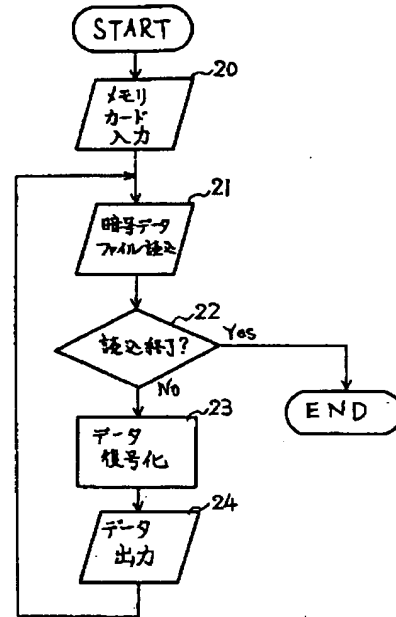 START
20
メモリ
カード
入力
21
暗号データ
ファイル読込
22
読込終了?
Yes
No
END
23
データ
復号化
24
データ
出力